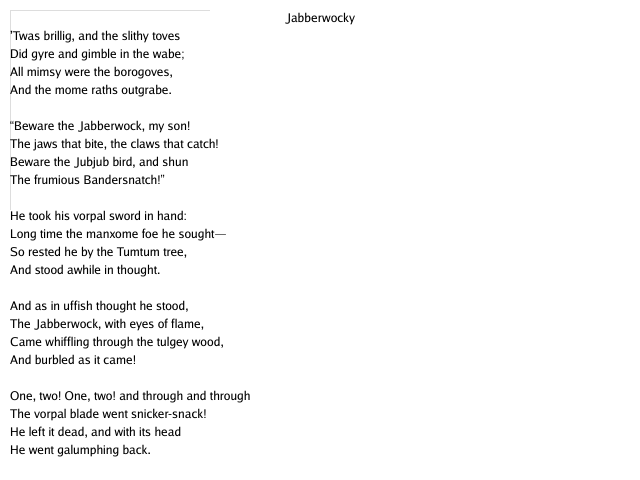 Jabberwocky
’Twas brillig, and the slithy toves
Did gyre and gimble in the wabe;
All mimsy were the borogoves,
And the mome raths outgrabe.

“Beware the Jabberwock, my son!
The jaws that bite, the claws that catch!
Beware the Jubjub bird, and shun
The frumious Bandersnatch!”

He took his vorpal sword in hand:
Long time the manxome foe he sought—
So rested he by the Tumtum tree,
And stood awhile in thought.

And as in uffish thought he stood,
The Jabberwock, with eyes of flame,
Came whiffling through the tulgey wood,
And burbled as it came!

One, two! One, two! and through and through
The vorpal blade went snicker-snack!
He left it dead, and with its head
He went galumphing back.